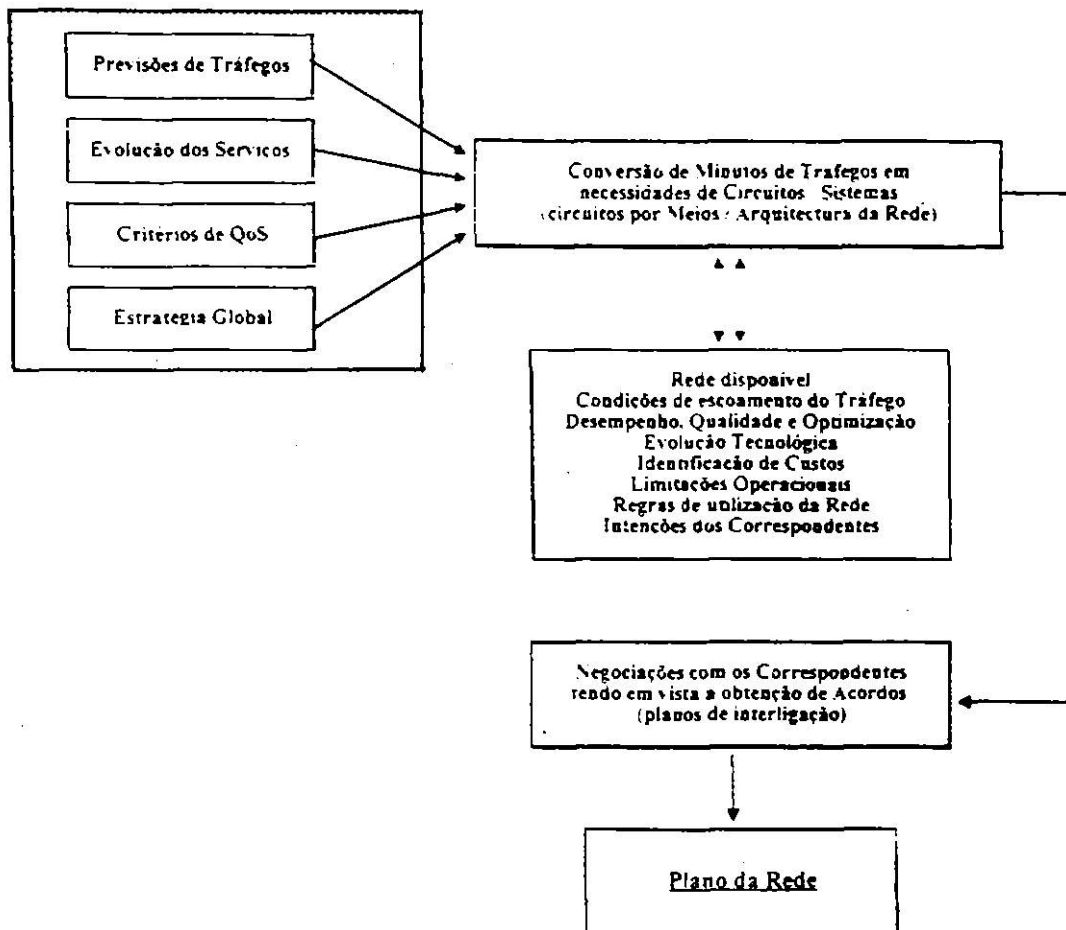 Previsões de Tráfegos
Evolução dos Serviços
Critérios de QoS
Estrategia Global
Conversão de Minutos de Trafegos em
necessidades de Circuitos Sistemas
(circuitos por Meios / Arquitectura da Rede)
Rede disponivel
Condições de escoamento do Tráfego
Desempenho, Qualidade e Optimização
Evolução Tecnológica
Identificação de Custos
Limitações Operacionais
Regras de utilização da Rede
Intenções dos Correspondentes
Negociações com os Correspondentes
tendo em vista a obtenção de Acordos
(planos de interligação)
Plano da Rede